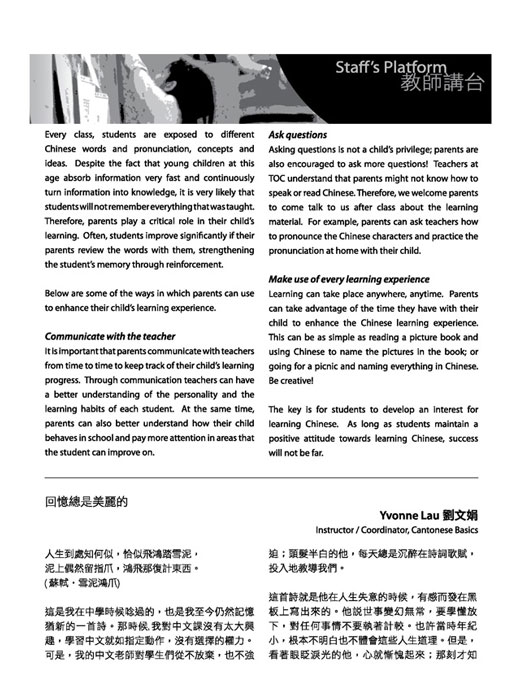 Staff's Platform
教師講台
Every class, students are exposed to different
Chinese words and pronunciation, concepts and
ideas. Despite the fact that young children at this
age absorb information very fast and continuously
turn information into knowledge, it is very likely that
students will not remember everything that was taught.
Therefore, parents play a critical role in their child's
learning. Often, students improve significantly if their
parents review the words with them, strengthening
the student's memory through reinforcement.
Below are some of the ways in which parents can use
to enhance their child's learning experience.
Communicate with the teacher
It is important that parents communicate with teachers
from time to time to keep track of their child's learning
progress. Through communication teachers can have
a better understanding of the personality and the
learning habits of each student. At the same time,
parents can also better understand how their child
behaves in school and pay more attention in areas that
the student can improve on.
Ask questions
Asking questions is not a child's privilege; parents are
also encouraged to ask more questions! Teachers at
TOC understand that parents might not know how to
speak or read Chinese. Therefore, we welcome parents
to come talk to us after class about the learning
material. For example, parents can ask teachers how
to pronounce the Chinese characters and practice the
pronunciation at home with their child.
Make use of every learning experience
Learning can take place anywhere, anytime. Parents
can take advantage of the time they have with their
child to enhance the Chinese learning experience.
This can be as simple as reading a picture book and
using Chinese to name the pictures in the book; or
going for a picnic and naming everything in Chinese.
Be creative!
The key is for students to develop an interest for
learning Chinese. As long as students maintain a
positive attitude towards learning Chinese, success
will not be far.
回憶總是美麗的
Yvonne Lau 劉文娟
Instructor / Coordinator, Cantonese Basics
人生到處知何似，恰似飛鴻踏雪泥，
泥上偶然留指爪，鴻飛那復計東西。
(蘇軾．雪泥鴻爪)
這是我在中學時候唸過的，也是我至今仍然記憶
猶新的一首詩。那時候,我對中文課沒有太大興
趣，學習中文就如指定動作，沒有選擇的權力。
可是，我的中文老師對學生們從不放棄，也不強
迫；頭髮半白的他，每天總是沉醉在詩詞歌賦，
投入地教導我們。
這首詩就是他在人生失意的時候，有感而發在黑
板上寫出來的。他說世事變幻無常，要學懂放
下，對任何事情不要執著計較。也許當時年紀
小，根本不明白也不體會這些人生道理。但是，
看著眼眨淚光的他，心就慚愧起來；那刻才知